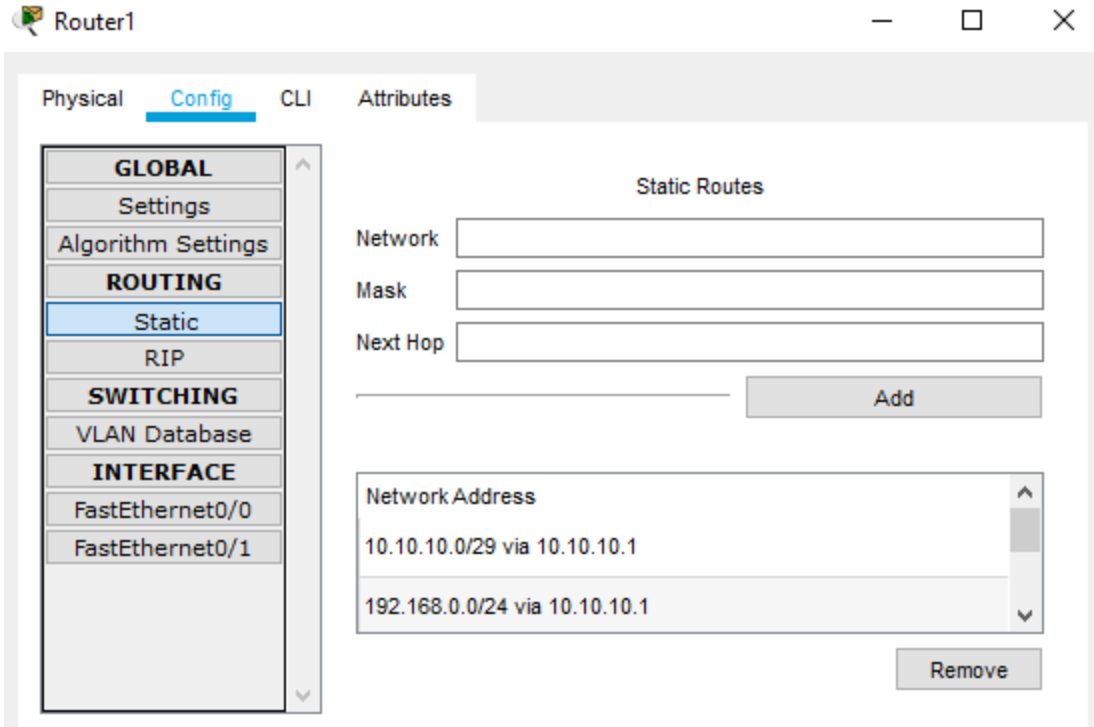 Router1
Physical Config CLI Attributes
GLOBAL
Settings
Algorithm Settings
ROUTING
Static
RIP
SWITCHING
VLAN Database
INTERFACE
FastEthernet0/0
FastEthernet0/1
Static Routes
Network
Mask
Next Hop
Add
Network Address
10.10.10.0/29 via 10.10.10.1
192.168.0.0/24 via 10.10.10.1
Remove